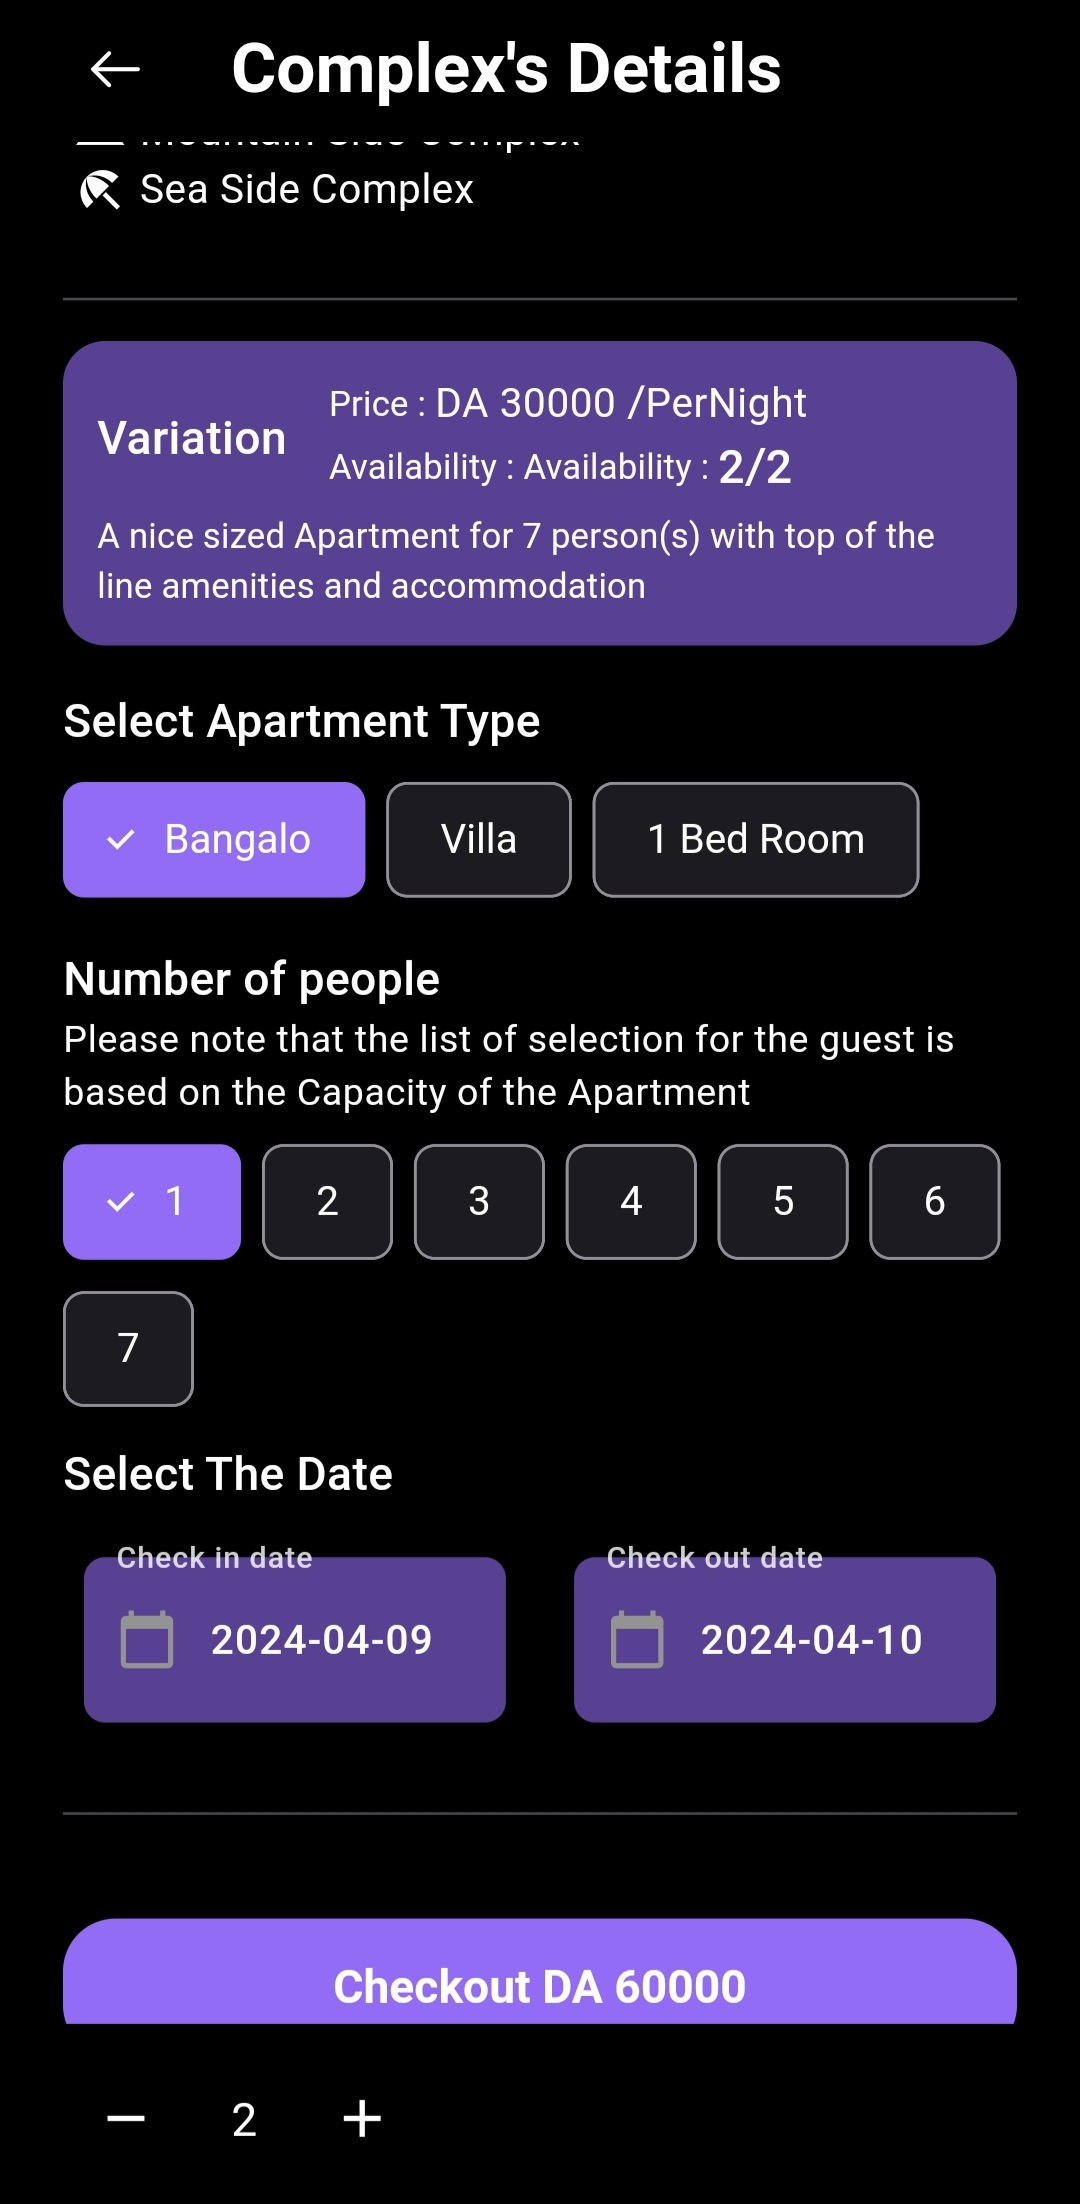 Complex's Details
Mountain Side Complex
Sea Side Complex
Variation
Price : DA 30000 /PerNight
Availability : Availability : 2/2
A nice sized Apartment for 7 person(s) with top of the
line amenities and accommodation
Select Apartment Type
Bangalo
Villa
1 Bed Room
Number of people
Please note that the list of selection for the guest is
based on the Capacity of the Apartment
1
2
3
4
5
6
7
Select The Date
Check in date
Check out date
2024-04-09
2024-04-10
Checkout DA 60000
2